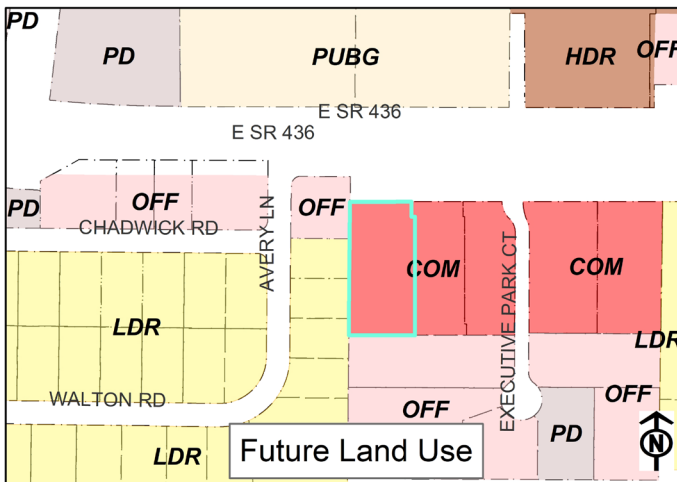 PD
PD
PUBG
HDR
OFF
E SR 436
E SR 436
PD
OFF
OFF
CHADWICK RD
AVERY LN
COM
COM
EXECUTIVE PARK CT
LDR
LDR
WALTON RD
OFF
OFF
PD
LDR
Future Land Use
N